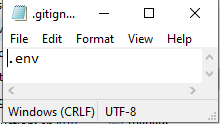 .gitign...
File Edit Format View Help
.env
Windows (CRLF) UTF-8